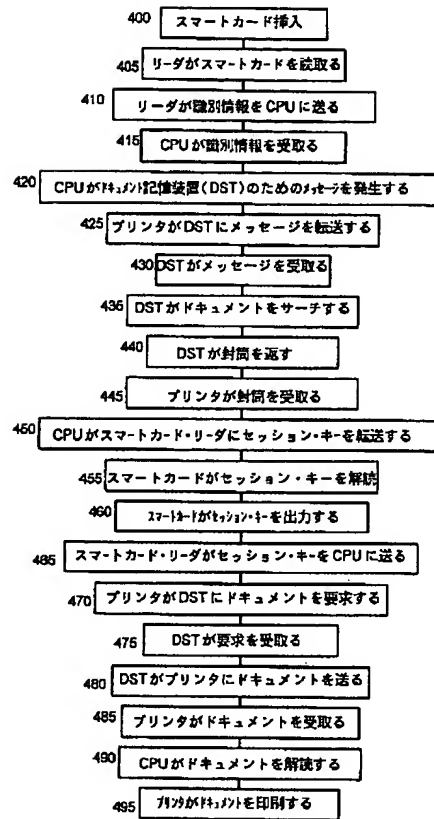 400 スマートカード挿入
405 リーダがスマートカードを読取る
410 リーダが識別情報をCPUに送る
415 CPUが識別情報を受取る
420 CPUがドキュメント記憶装置(DST)のためのメッセージを発生する
425 プリンタがDSTにメッセージを転送する
430 DSTがメッセージを受取る
435 DSTがドキュメントをサーチする
440 DSTが封筒を返す
445 プリンタが封筒を受取る
450 CPUがスマートカード・リーダにセッション・キーを転送する
455 スマートカードがセッション・キーを解読
460 スマートカードがセッション・キーを出力する
465 スマートカード・リーダがセッション・キーをCPUに送る
470 プリンタがDSTにドキュメントを要求する
475 DSTが要求を受取る
480 DSTがプリンタにドキュメントを送る
485 プリンタがドキュメントを受取る
490 CPUがドキュメントを解読する
495 プリンタがドキュメントを印刷する